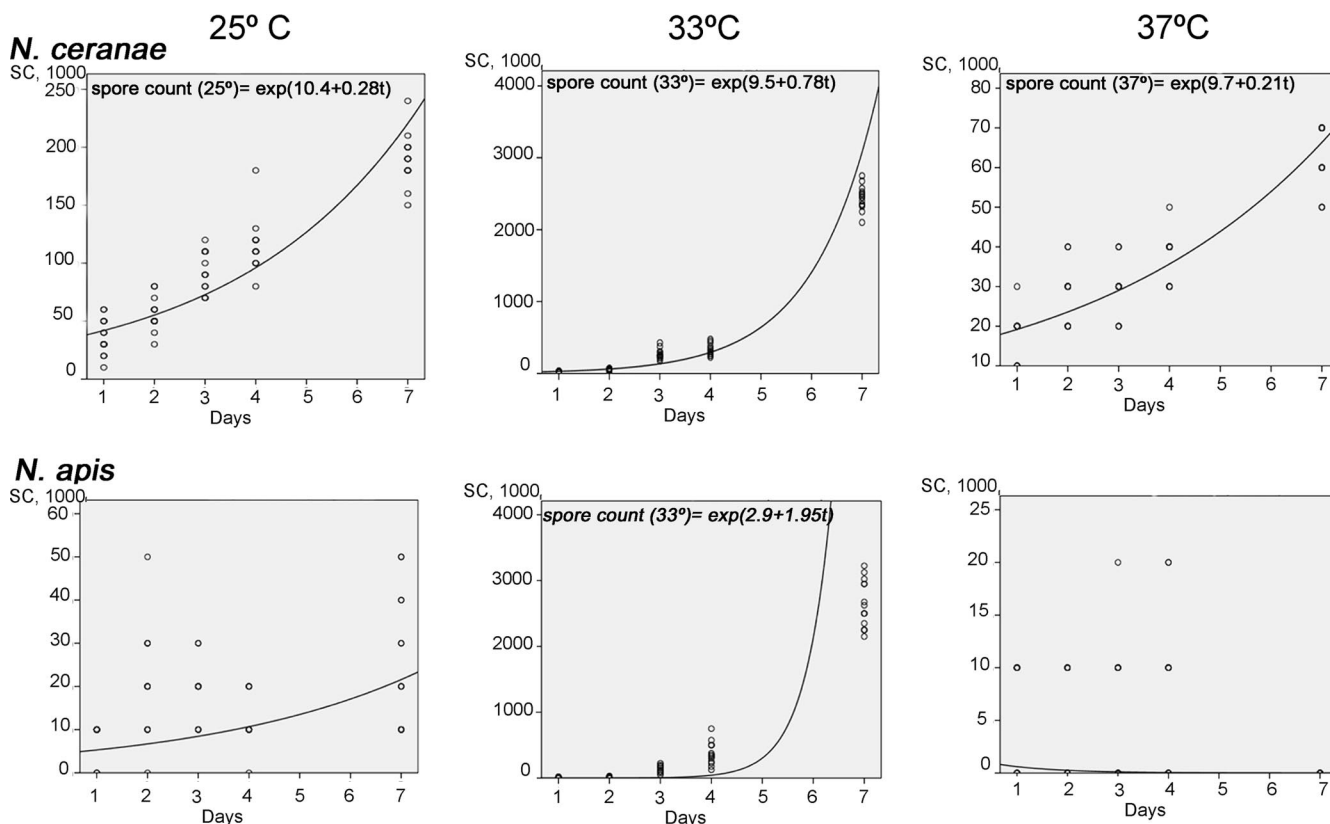 25º C
33ºC
37ºC
N. ceranae
SC, 1000
spore count (25º)= exp(10.4+0.28t)
250
200
150
100
50
0
1 2 3 4 5 6 7
Days
SC, 1000
spore count (33º)= exp(9.5+0.78t)
4000
3000
2000
1000
0
1 2 3 4 5 6 7
Days
SC, 1000
spore count (37º)= exp(9.7+0.21t)
80
70
60
50
40
30
20
10
1 2 3 4 5 6 7
Days
N. apis
SC, 1000
60
50
40
30
20
10
0
1 2 3 4 5 6 7
Days
SC, 1000
spore count (33º)= exp(2.9+1.95t)
4000
3000
2000
1000
0
1 2 3 4 5 6 7
Days
SC, 1000
25
20
15
10
5
0
1 2 3 4 5 6 7
Days